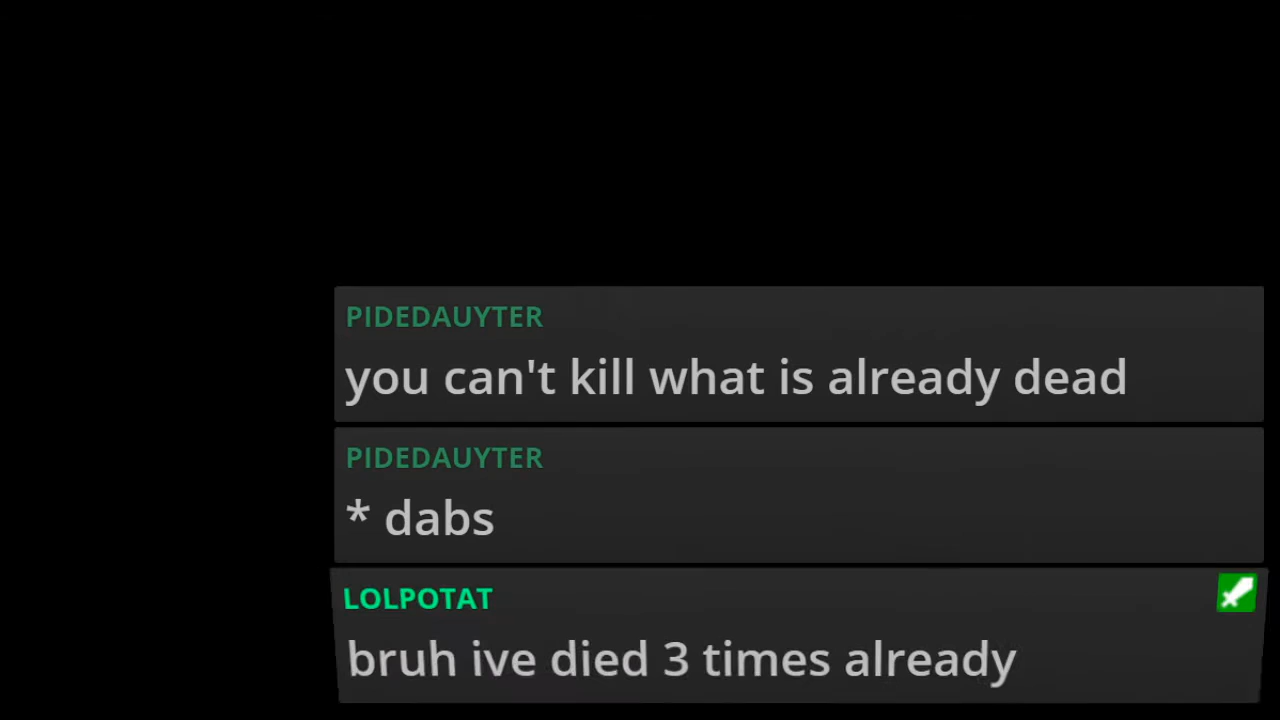 PIDEDAUYTER
you can't kill what is already dead
PIDEDAUYTER
* dabs
LOLPOTAT
bruh ive died 3 times already